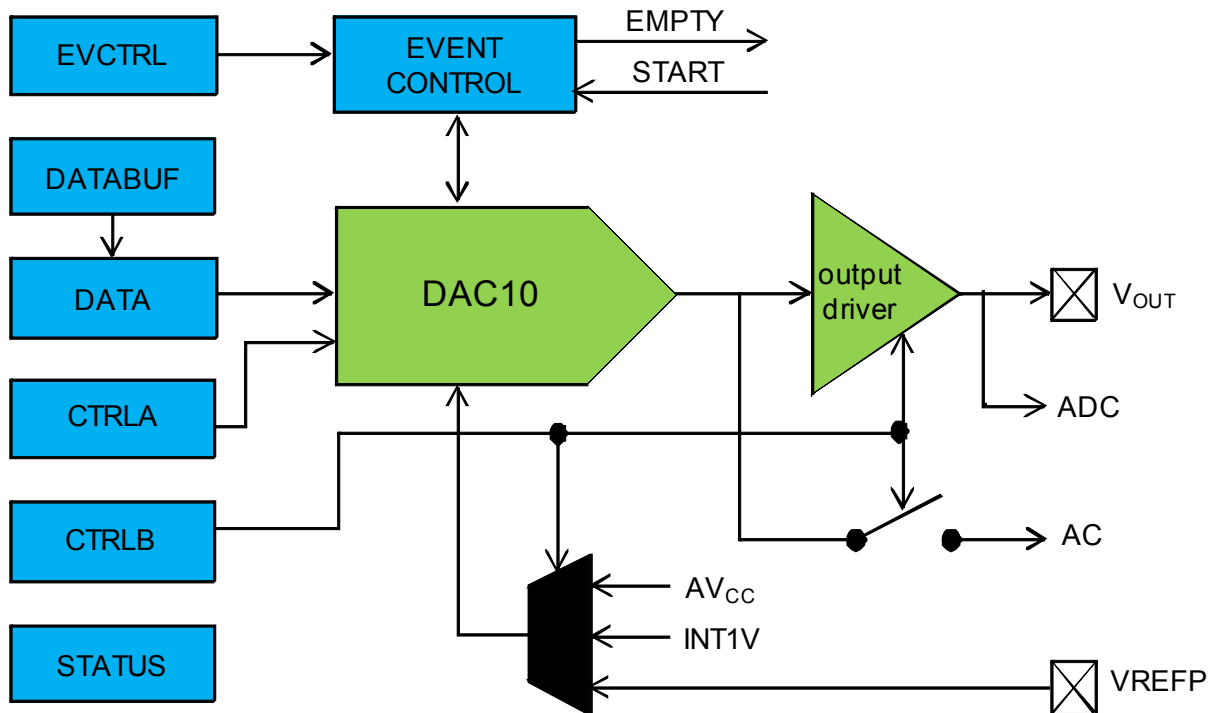 EVCTRL
EVENT
CONTROL
EMPTY
START
DATABUF
DATA
DAC10
output
driver
VOUT
CTRLA
ADC
CTRLB
AC
AVCC
INT1V
STATUS
VREFP